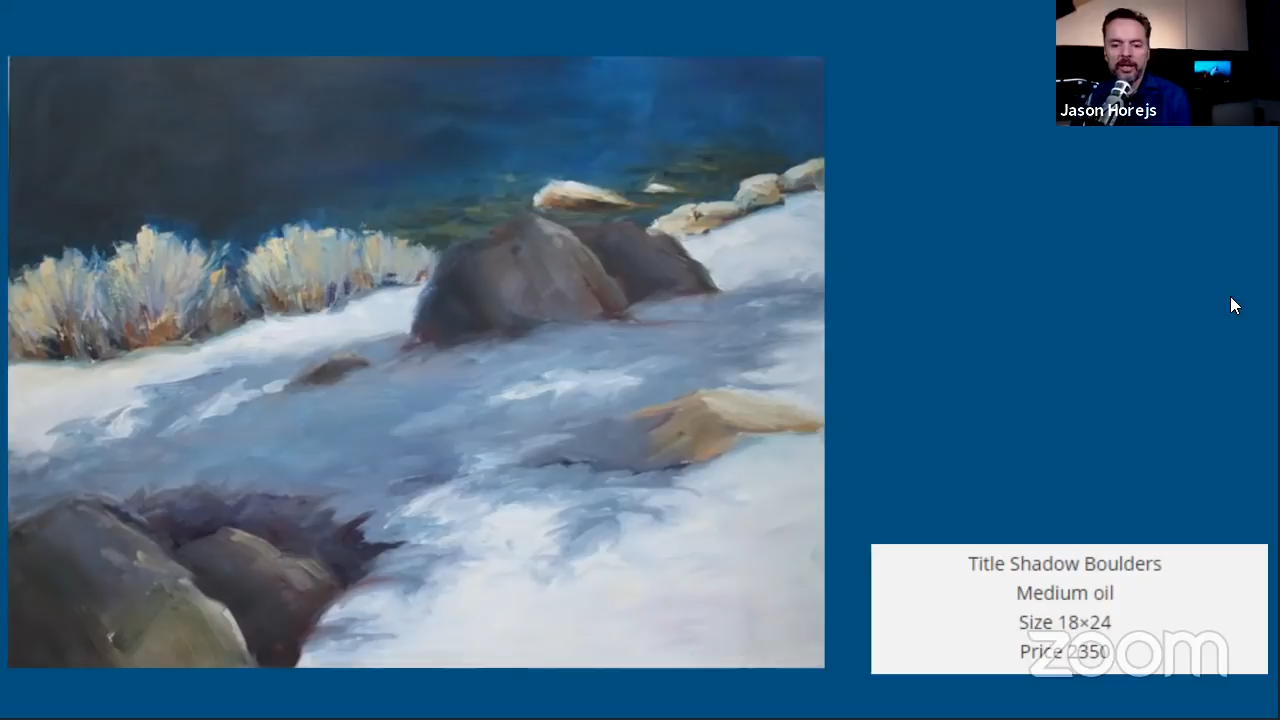 Jason Horejs
Title Shadow Boulders
Medium oil
Size 18×24
Price 2350
zoom